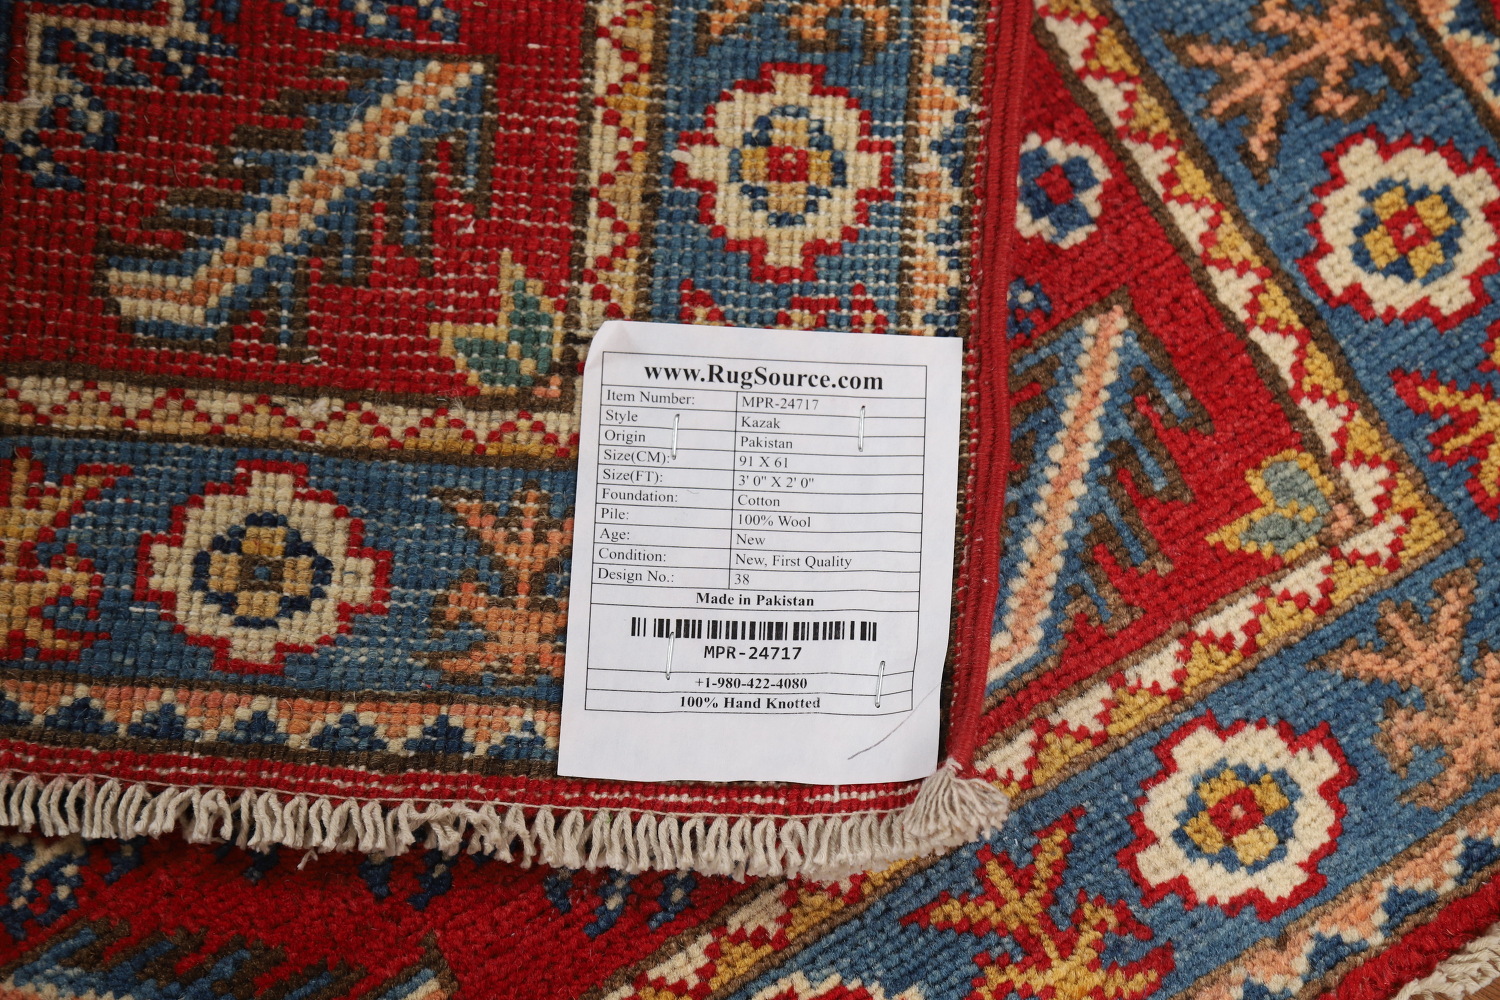 www.RugSource.com
Item Number: MPR-24717
Style Kazak
Origin Pakistan
Size(CM): 91 X 61
Size(FT): 3' 0" X 2' 0"
Foundation: Cotton
Pile: 100% Wool
Age: New
Condition: New, First Quality
Design No.: 38
Made in Pakistan
MPR-24717
+1-980-422-4080
100% Hand Knotted